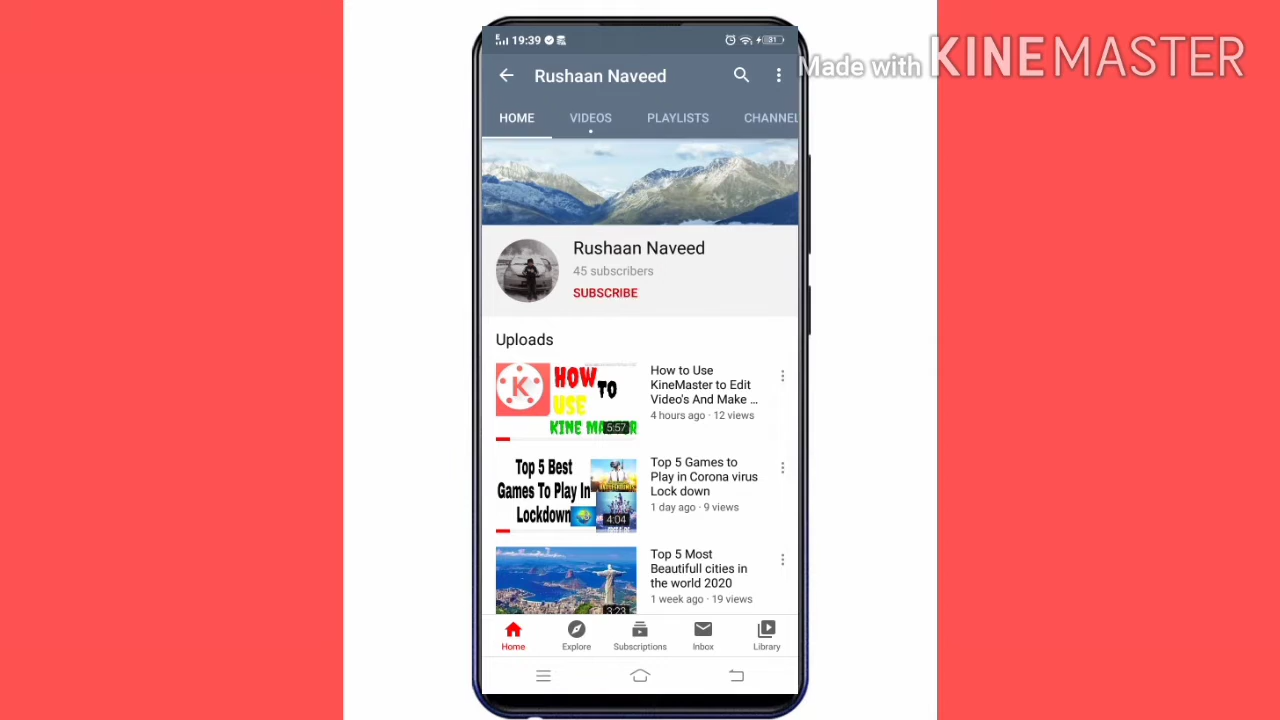 E 19:39 31
Rushaan Naveed
Made with KINEMASTER
HOME VIDEOS PLAYLISTS CHANNEL
Rushaan Naveed
45 subscribers
SUBSCRIBE
Uploads
K
HOW TO
USE
KINE MASTER
5:57
How to Use
KineMaster to Edit
Video's And Make ...
4 hours ago · 12 views
Top 5 Best
Games To Play In
Lockdown
4:04
Top 5 Games to
Play in Corona virus
Lock down
1 day ago · 9 views
3:23
Top 5 Most
Beautifull cities in
the world 2020
1 week ago · 19 views
Home Explore Subscriptions Inbox Library